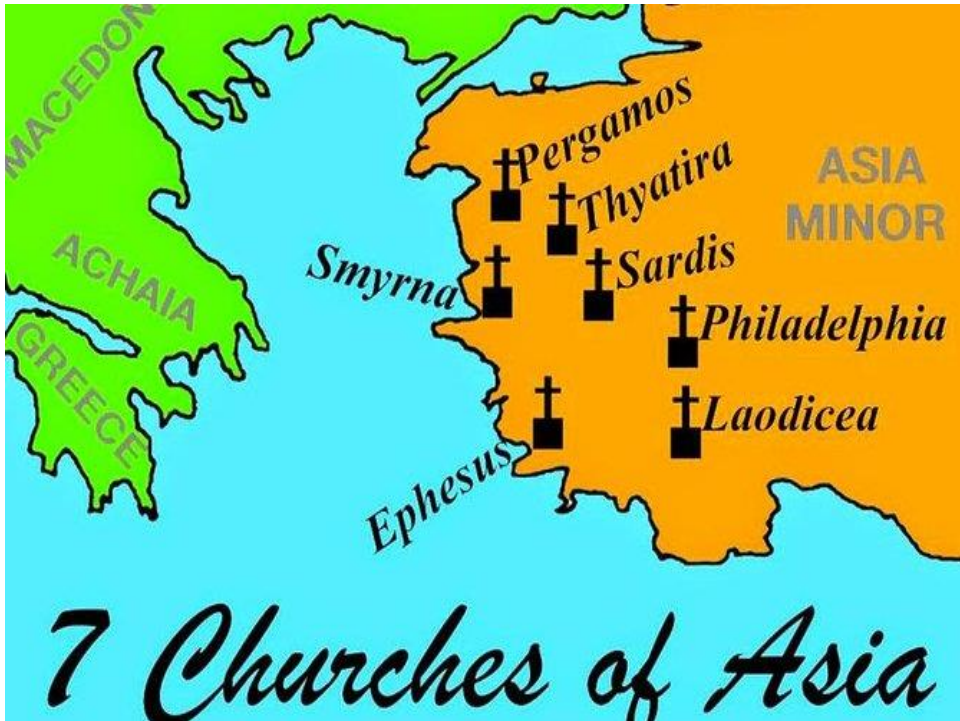 MACEDON
Pergamos
Thyatira
ASIA
MINOR
ACHAIA
Smyrna
Sardis
Philadelphia
GREECE
Laodicea
Ephesus
7 Churches of Asia